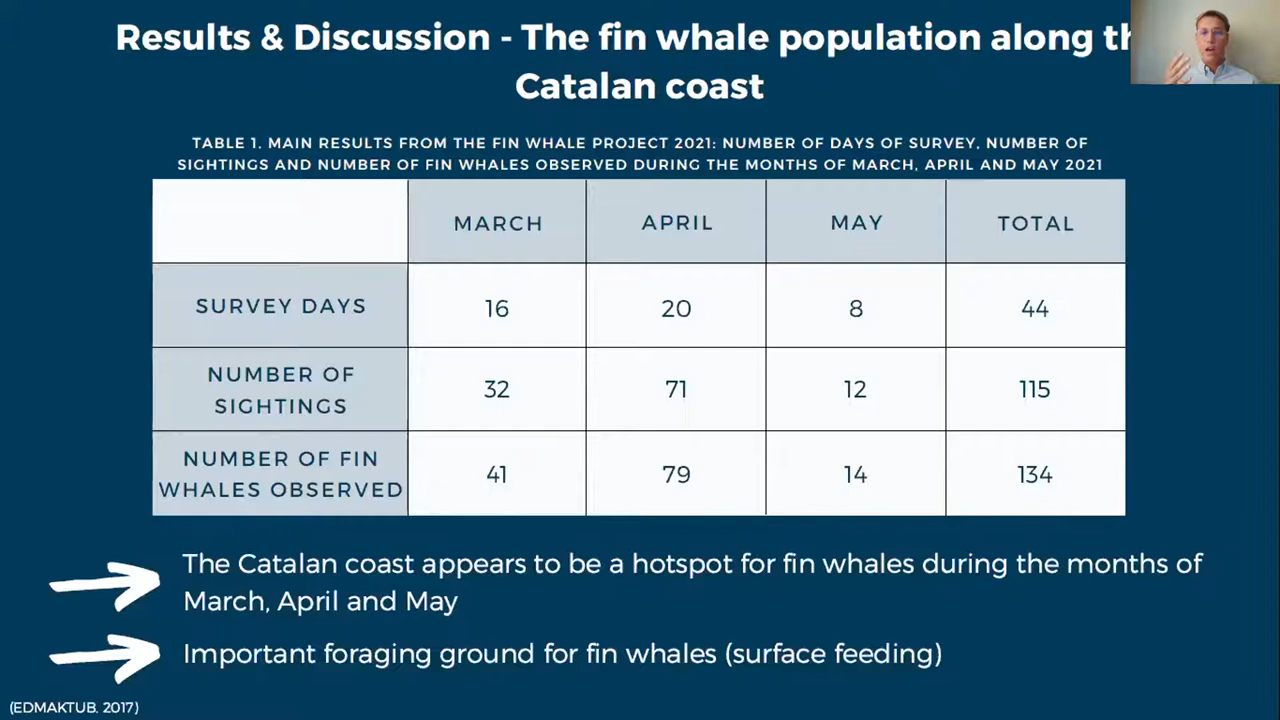 Results & Discussion - The fin whale population along th
Catalan coast
TABLE 1. MAIN RESULTS FROM THE FIN WHALE PROJECT 2021: NUMBER OF DAYS OF SURVEY, NUMBER OF
SIGHTINGS AND NUMBER OF FIN WHALES OBSERVED DURING THE MONTHS OF MARCH, APRIL AND MAY 2021
MARCH APRIL MAY TOTAL
SURVEY DAYS 16 20 8 44
NUMBER OF
SIGHTINGS 32 71 12 115
NUMBER OF FIN
WHALES OBSERVED 41 79 14 134
The Catalan coast appears to be a hotspot for fin whales during the months of
March, April and May
Important foraging ground for fin whales (surface feeding)
(EDMAKTUB. 2017)